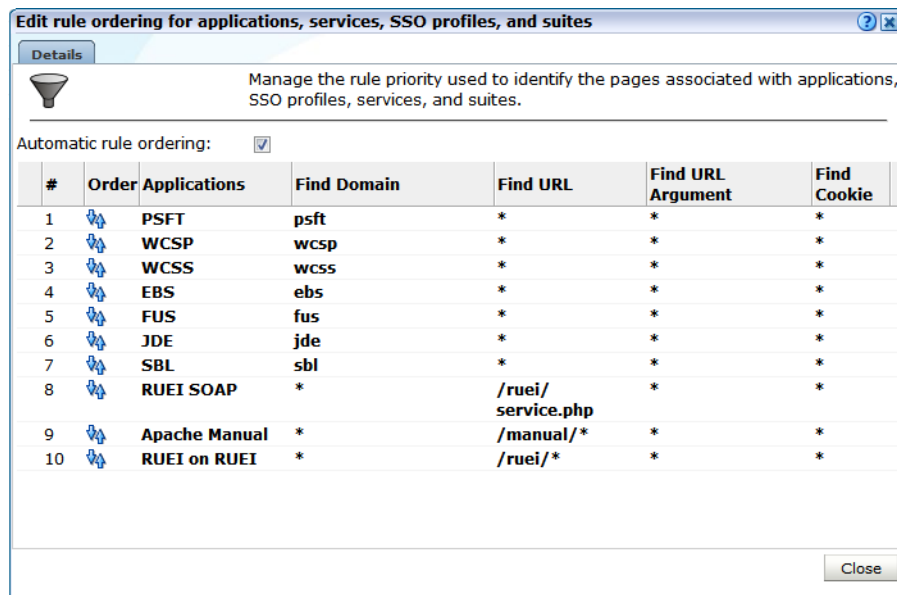 Edit rule ordering for applications, services, SSO profiles, and suites
Details
Manage the rule priority used to identify the pages associated with applications,
SSO profiles, services, and suites.
Automatic rule ordering:
# Order Applications Find Domain Find URL Find URL Argument Find Cookie
1 PSFT psft * * *
2 WCSP wcsp * * *
3 WCSS wcss * * *
4 EBS ebs * * *
5 FUS fus * * *
6 JDE jde * * *
7 SBL sbl * * *
8 RUEI SOAP * /ruei/ * *
service.php
9 Apache Manual * /manual/* * *
10 RUEI on RUEI * /ruei/* * *
Close